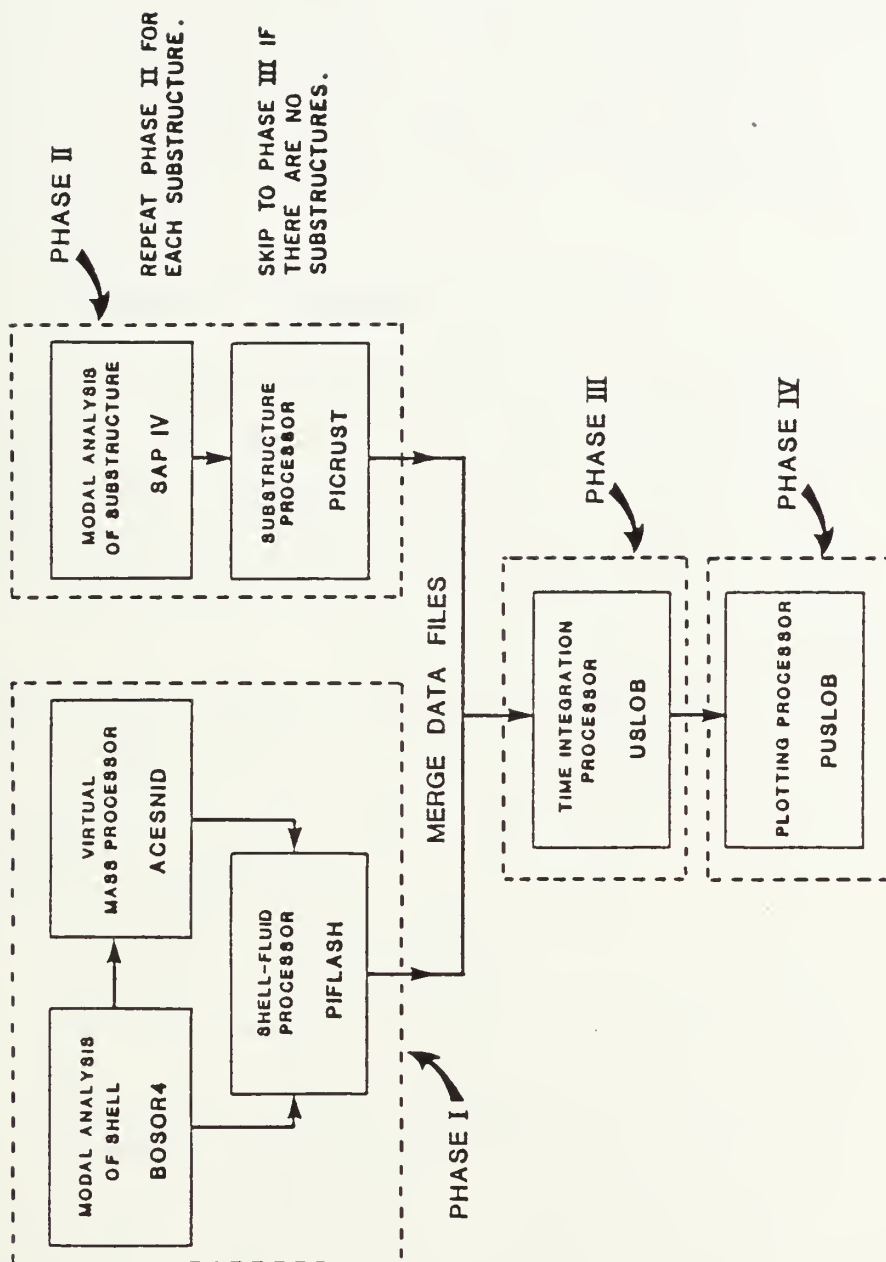 MODAL ANALYSIS
OF SHELL
BOSOR4
VIRTUAL
MASS PROCESSOR
ACESNID
SHELL-FLUID
PROCESSOR
PIFLASH
PHASE I
MODAL ANALYSIS
OF SUBSTRUCTURE
SAP IV
SUBSTRUCTURE
PROCESSOR
PICRUST
PHASE II
REPEAT PHASE II FOR
EACH SUBSTRUCTURE.
SKIP TO PHASE III IF
THERE ARE NO
SUBSTRUCTURES.
MERGE DATA FILES
TIME INTEGRATION
PROCESSOR
USLOB
PHASE III
PLOTTING PROCESSOR
PUSLOB
PHASE IV